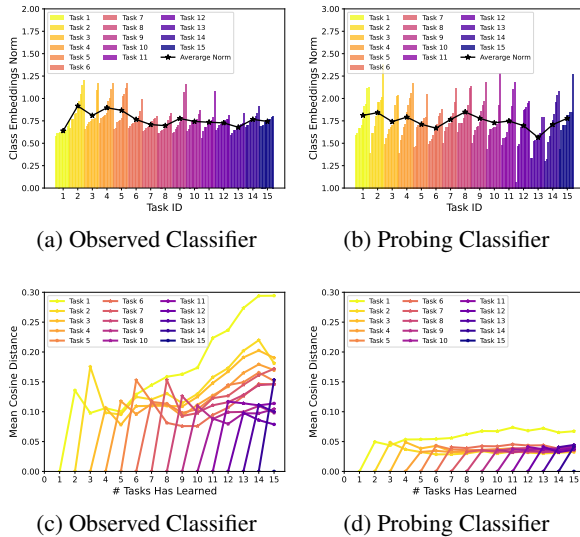 2.00
1.75
1.50
1.25
1.00
0.75
0.50
0.25
0.00
Class Embeddings Norm
Task 1
Task 2
Task 3
Task 4
Task 5
Task 6
Task 7
Task 8
Task 9
Task 10
Task 11
Task 12
Task 13
Task 14
Task 15
Average Norm
1 2 3 4 5 6 7 8 9 10 11 12 13 14 15
Task ID
(a) Observed Classifier
3.00
2.75
2.50
2.25
2.00
1.75
1.50
1.25
1.00
Class Embeddings Norm
Task 1
Task 2
Task 3
Task 4
Task 5
Task 6
Task 7
Task 8
Task 9
Task 10
Task 11
Task 12
Task 13
Task 14
Task 15
Average Norm
1 2 3 4 5 6 7 8 9 10 11 12 13 14 15
Task ID
(b) Probing Classifier
0.30
0.25
0.20
0.15
0.10
0.05
0.00
Mean Cosine Distance
Task 1
Task 2
Task 3
Task 4
Task 5
Task 6
Task 7
Task 8
Task 9
Task 10
Task 11
Task 12
Task 13
Task 14
Task 15
0 1 2 3 4 5 6 7 8 9 10 11 12 13 14 15
# Tasks Has Learned
(c) Observed Classifier
0.30
0.25
0.20
0.15
0.10
0.05
0.00
Mean Cosine Distance
Task 1
Task 2
Task 3
Task 4
Task 5
Task 6
Task 7
Task 8
Task 9
Task 10
Task 11
Task 12
Task 13
Task 14
Task 15
0 1 2 3 4 5 6 7 8 9 10 11 12 13 14 15
# Tasks Has Learned
(d) Probing Classifier